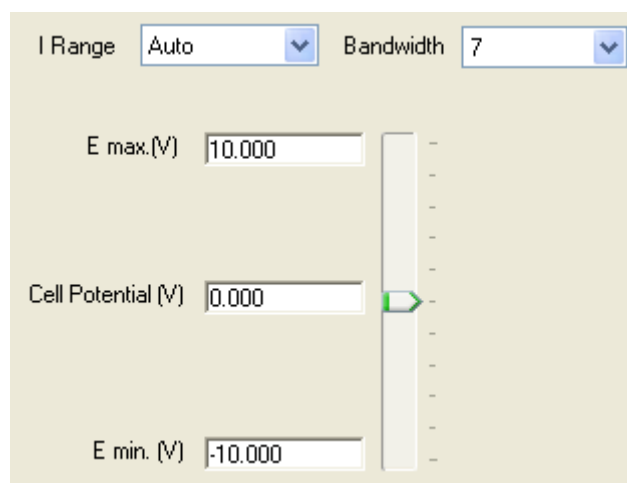 I Range Auto Bandwidth 7
E max.(V) 10.000
Cell Potential (V) 0.000
E min. (V) -10.000